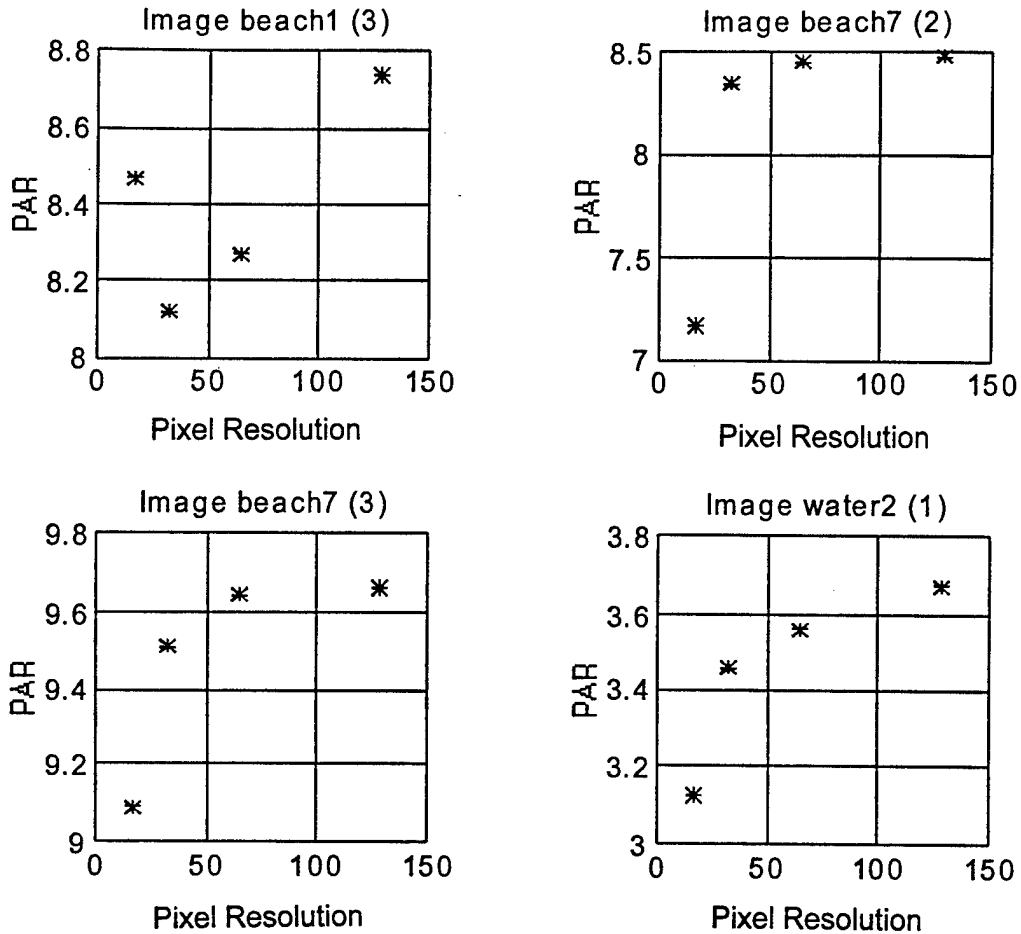 Image beach1 (3)
8.8
8.6
8.4
8.2
8
PAR
0 50 100 150
Pixel Resolution
Image beach7 (2)
8.5
8
7.5
7
PAR
0 50 100 150
Pixel Resolution
Image beach7 (3)
9.8
9.6
9.4
9.2
9
PAR
0 50 100 150
Pixel Resolution
Image water2 (1)
3.8
3.6
3.4
3.2
3
PAR
0 50 100 150
Pixel Resolution